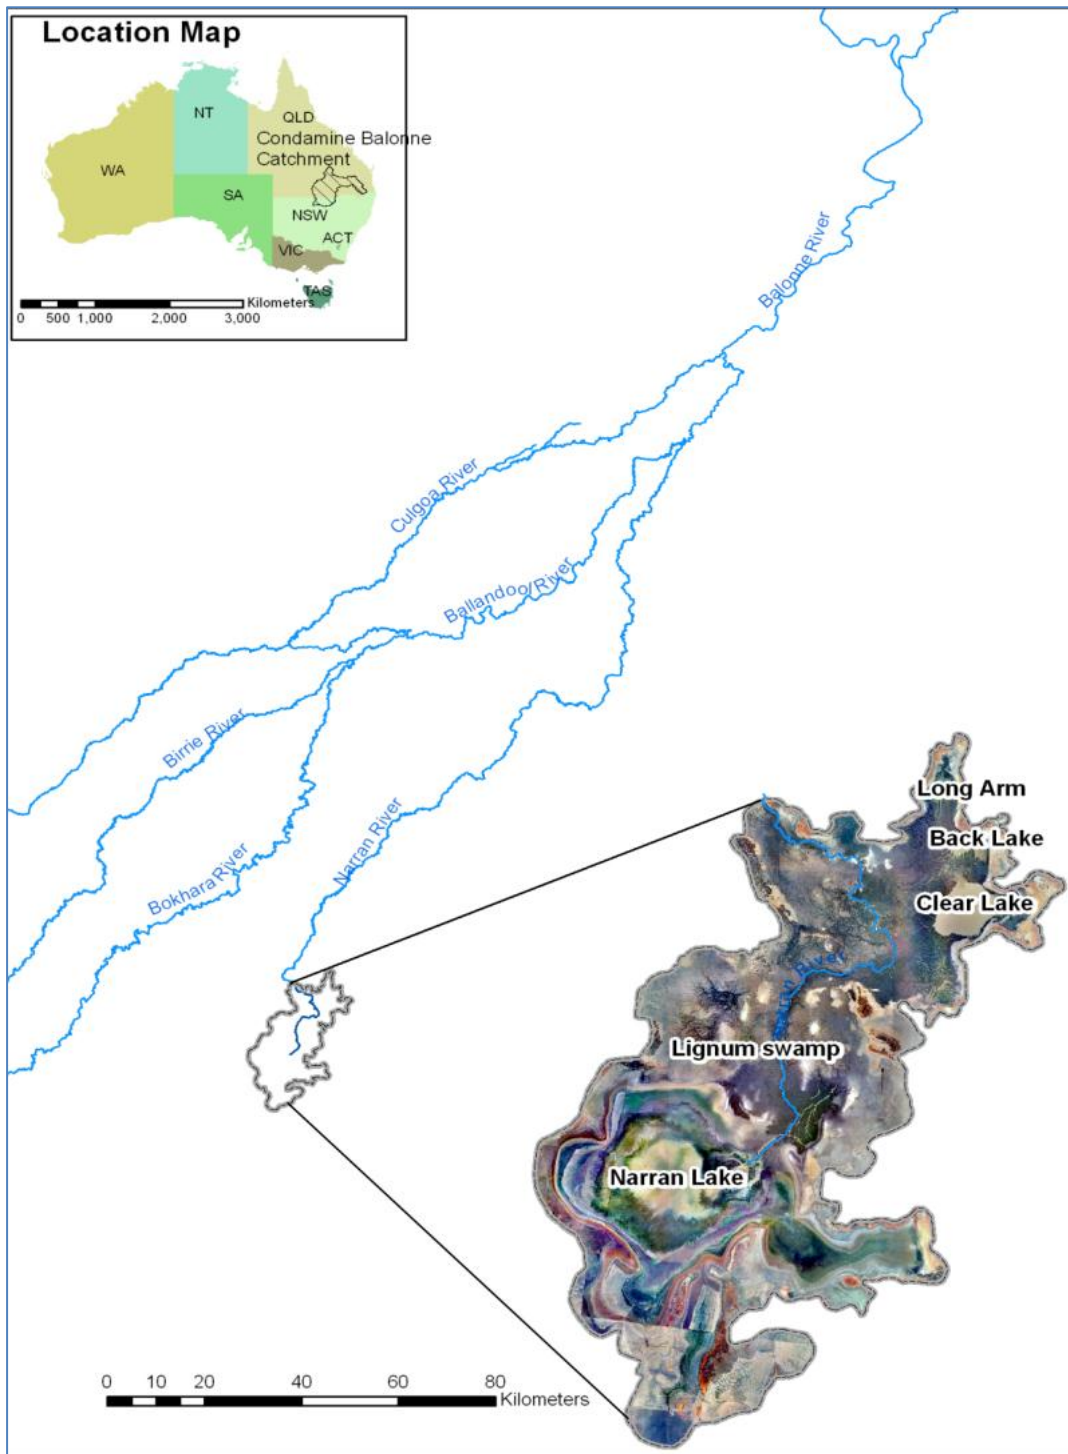 Location Map
NT
QLD
Condamine Balonne
Catchment
WA
SA
NSW
ACT
VIC
TAS
Kilometers
0 500 1,000 2,000 3,000
Balonne River
Culgoa River
Ballandool River
Birrie River
Narran River
Bokhara River
Long Arm
Back Lake
Clear Lake
Narran River
Lignum swamp
Narran Lake
0 10 20 40 60 80
Kilometers